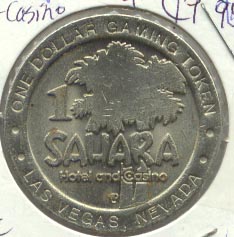 -Casino
ONE DOLLAR GAMING TOKEN
1
SAHARA
Hotel and Casino
LAS VEGAS, NEVADA